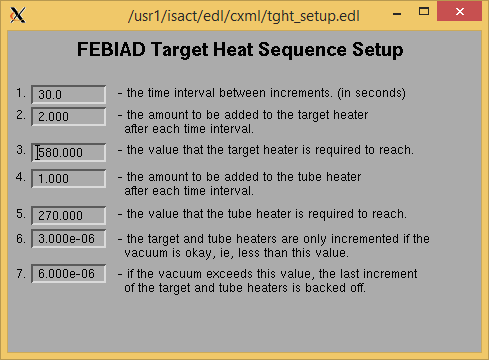 /usr1/isact/edl/cxml/tght_setup.edl
FEBIAD Target Heat Sequence Setup
1. 30.0 - the time interval between increments. (in seconds)
2. 2.000 - the amount to be added to the target heater
after each time interval.
3. 580.000 - the value that the target heater is required to reach.
4. 1.000 - the amount to be added to the tube heater
after each time interval.
5. 270.000 - the value that the tube heater is required to reach.
6. 3.000e-06 - the target and tube heaters are only incremented if the
vacuum is okay, ie, less than this value.
7. 6.000e-06 - if the vacuum exceeds this value, the last increment
of the target and tube heaters is backed off.